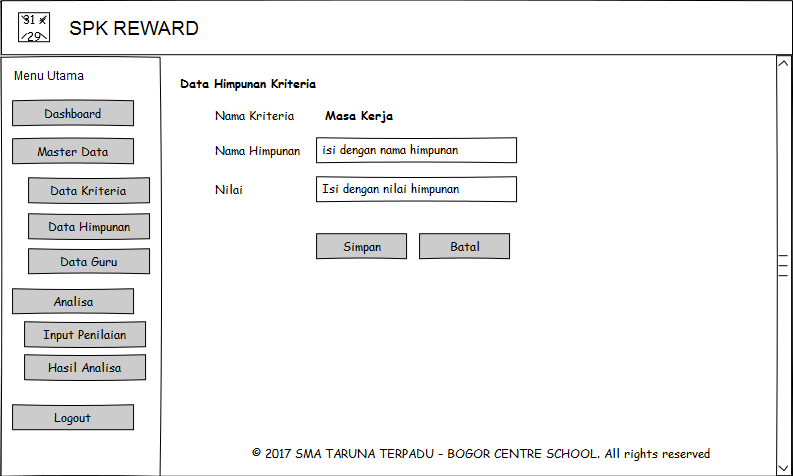 31
29
SPK REWARD
Menu Utama
Dashboard
Master Data
Data Kriteria
Data Himpunan
Data Guru
Analisa
Input Penilaian
Hasil Analisa
Logout
Data Himpunan Kriteria
Nama Kriteria Masa Kerja
Nama Himpunan isi dengan nama himpunan
Nilai Isi dengan nilai himpunan
Simpan Batal
© 2017 SMA TARUNA TERPADU - BOGOR CENTRE SCHOOL. All rights reserved